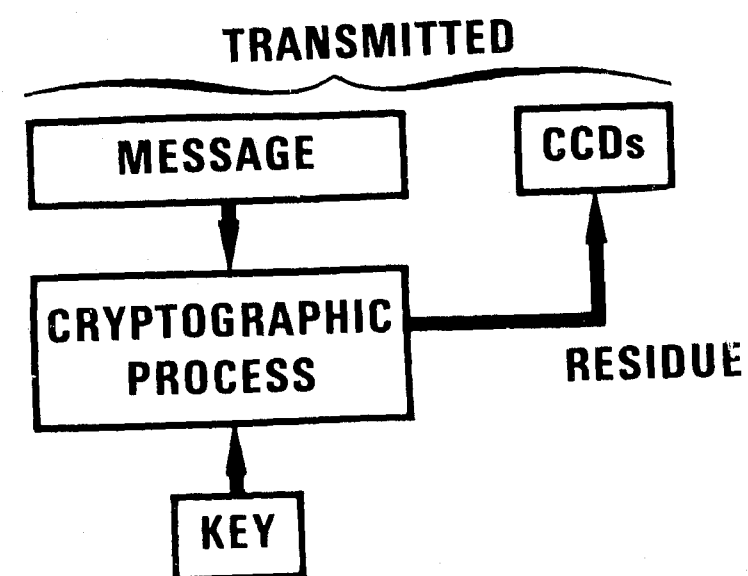 TRANSMITTED
MESSAGE
CCDs
CRYPTOGRAPHIC
PROCESS
RESIDUE
KEY